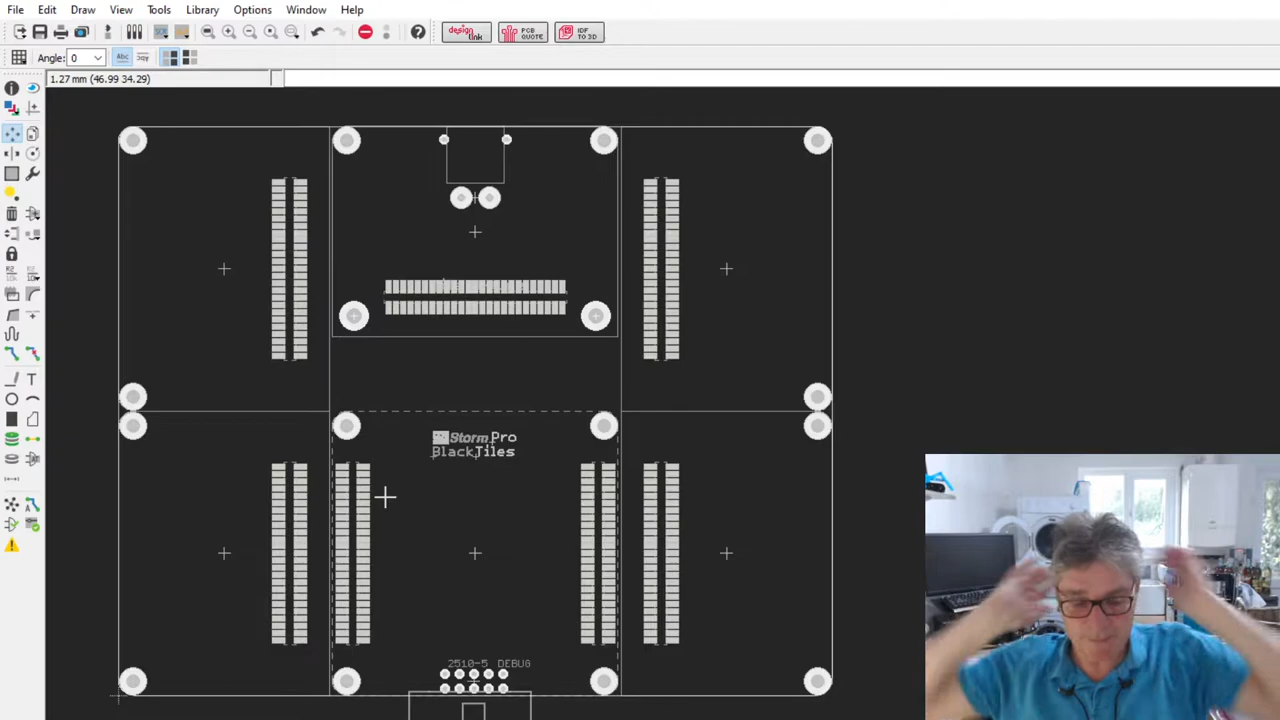 File Edit Draw View Tools Library Options Window Help
design link PCB QUOTE IDF TO 3D
Angle: 0 Abc
1.27 mm (46.99 34.29)
Storm Pro
BlackTiles
2510-5 DEBUG